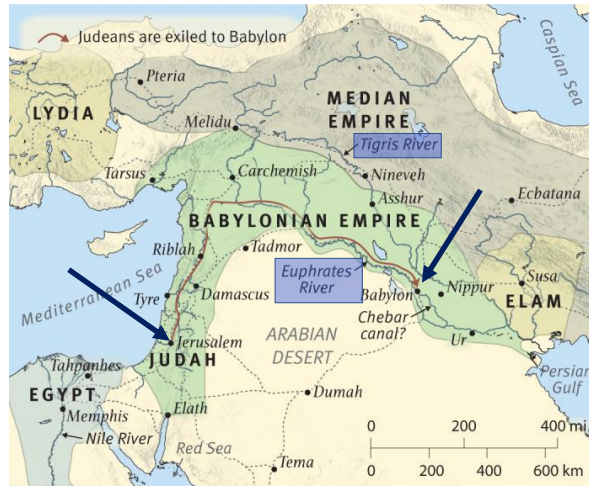 Judeans are exiled to Babylon
Caspian Sea
Pteria
LYDIA
MEDIAN
EMPIRE
Melidu
Tigris River
Tarsus
Carchemish
Nineveh
Asshur
Ecbatana
BABYLONIAN EMPIRE
Riblah
Tadmor
Mediterranean Sea
Euphrates
River
Susa
Tyre
Damascus
Babylon
Nippur
ELAM
Chebar
canal?
Jerusalem
JUDAH
ARABIAN
DESERT
Ur
Tahpanhes
EGYPT
Persian
Gulf
Memphis
Elath
Dumah
Nile River
Red Sea
Tema
0 200 400 mi
0 200 400 600 km